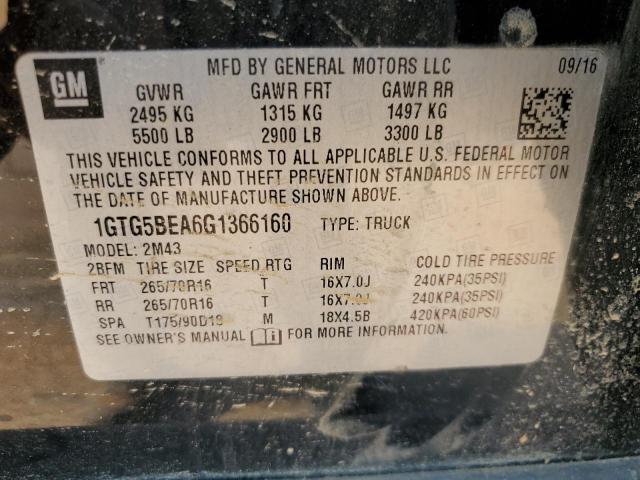 GM
MFD BY GENERAL MOTORS LLC 09/16
GVWR GAWR FRT GAWR RR
2495 KG 1315 KG 1497 KG
5500 LB 2900 LB 3300 LB
THIS VEHICLE CONFORMS TO ALL APPLICABLE U.S. FEDERAL MOTOR
VEHICLE SAFETY AND THEFT PREVENTION STANDARDS IN EFFECT ON
THE DATE OF MANUFACTURE SHOWN ABOVE.
1GTG5BEA6G1366160 TYPE: TRUCK
MODEL: 2M43
2BFM TIRE SIZE SPEED RTG RIM COLD TIRE PRESSURE
FRT 265/70R16 T 16X7.0J 240KPA(35PSI)
RR 265/70R16 T 16X7.0J 240KPA(35PSI)
SPA T175/90D18 M 18X4.5B 420KPA(60PSI)
SEE OWNER'S MANUAL FOR MORE INFORMATION